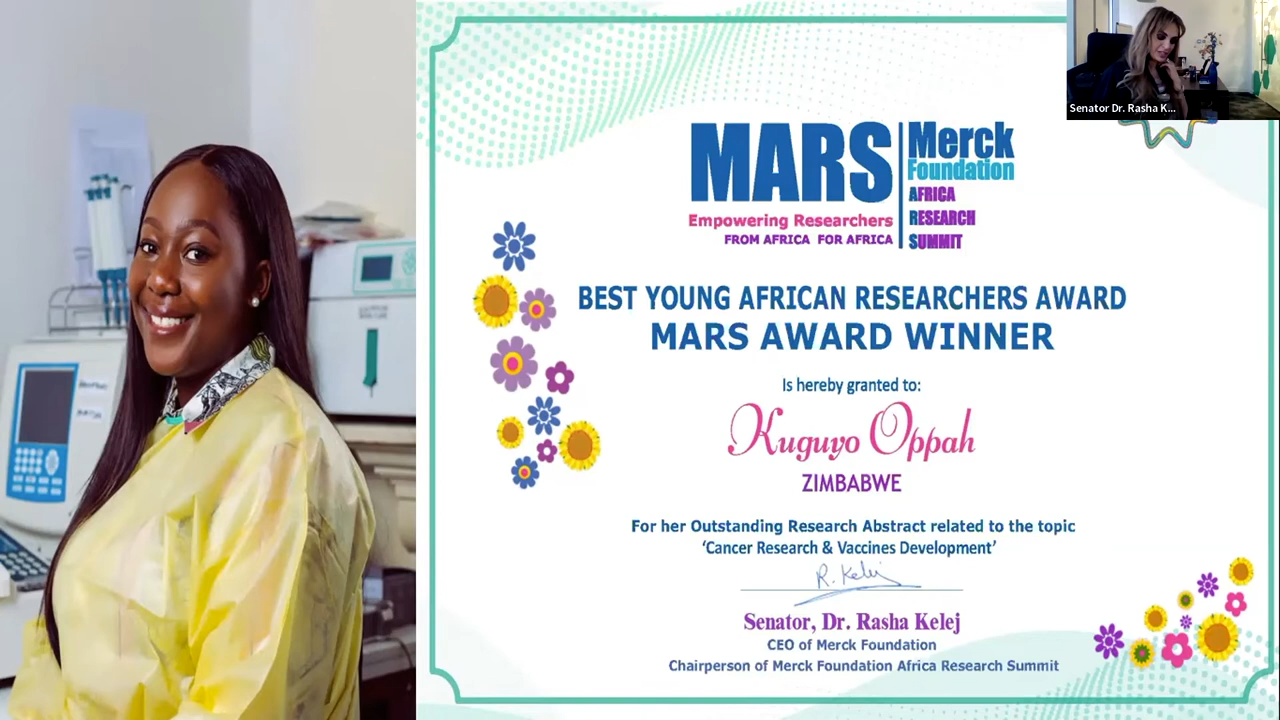 Senator Dr. Rasha K...
MARS
Merck
Foundation
AFRICA
RESEARCH
SUMMIT
Empowering Researchers
FROM AFRICA FOR AFRICA
BEST YOUNG AFRICAN RESEARCHERS AWARD
MARS AWARD WINNER
Is hereby granted to:
Kuguyo Oppah
ZIMBABWE
For her Outstanding Research Abstract related to the topic
‘Cancer Research & Vaccines Development’
R. Kelej
Senator, Dr. Rasha Kelej
CEO of Merck Foundation
Chairperson of Merck Foundation Africa Research Summit